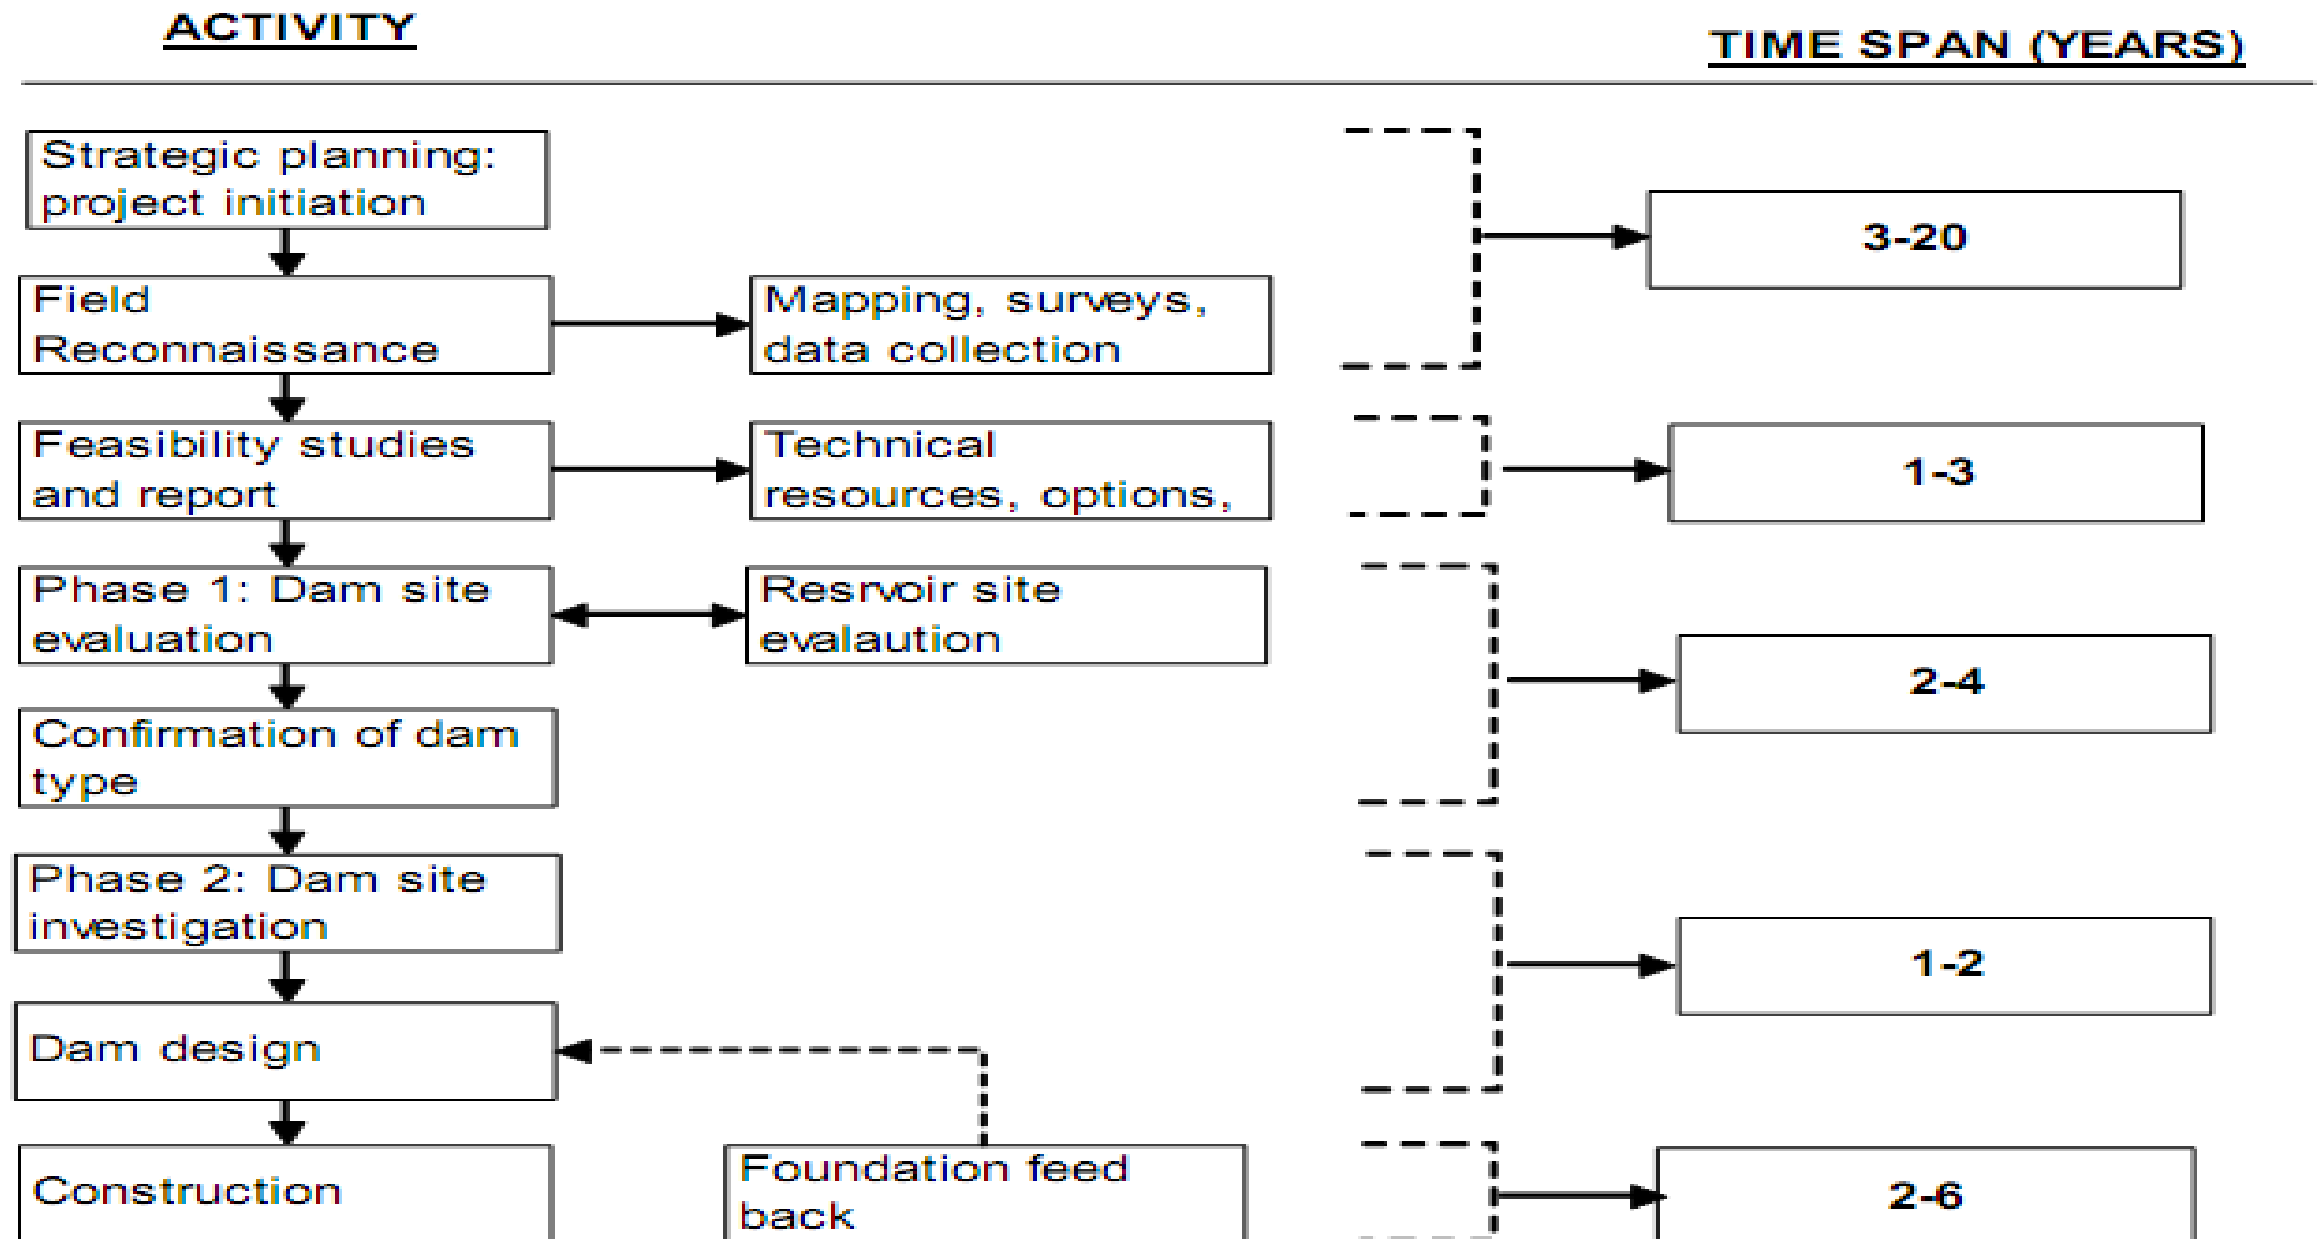 ACTIVITY
TIME SPAN (YEARS)
Strategic planning:
project initiation
3-20
Field
Reconnaissance
Mapping, surveys,
data collection
Feasibility studies
and report
Technical
resources, options,
1-3
Phase 1: Dam site
evaluation
Resrvoir site
evalaution
2-4
Confirmation of dam
type
Phase 2: Dam site
investigation
1-2
Dam design
Construction
Foundation feed
back
2-6